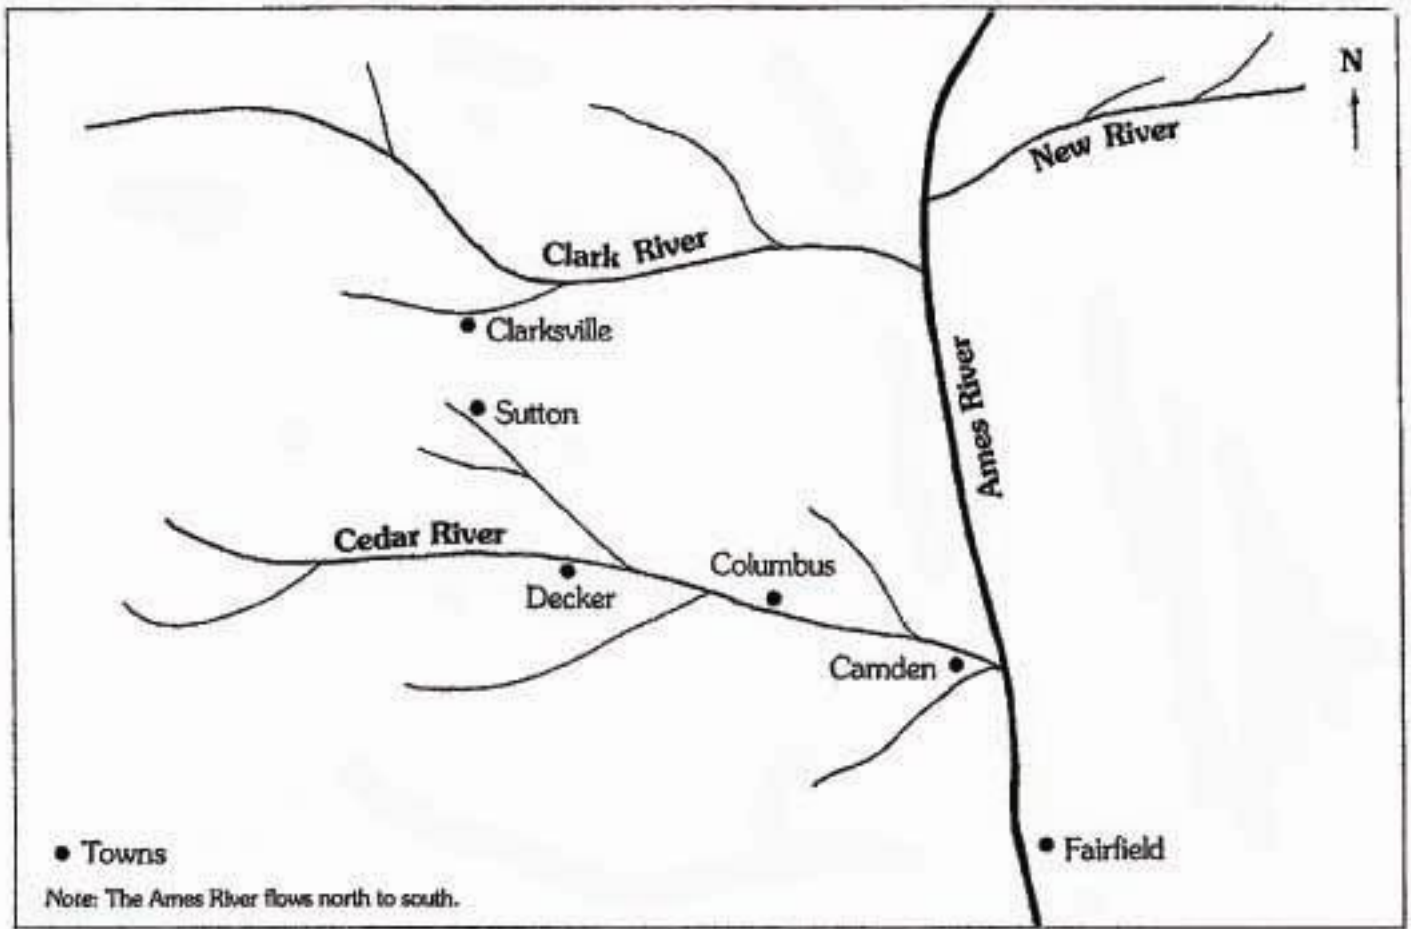 N
New River
Clark River
Clarksville
Ames River
Sutton
Cedar River
Columbus
Decker
Camden
Fairfield
Towns
Note: The Ames River flows north to south.